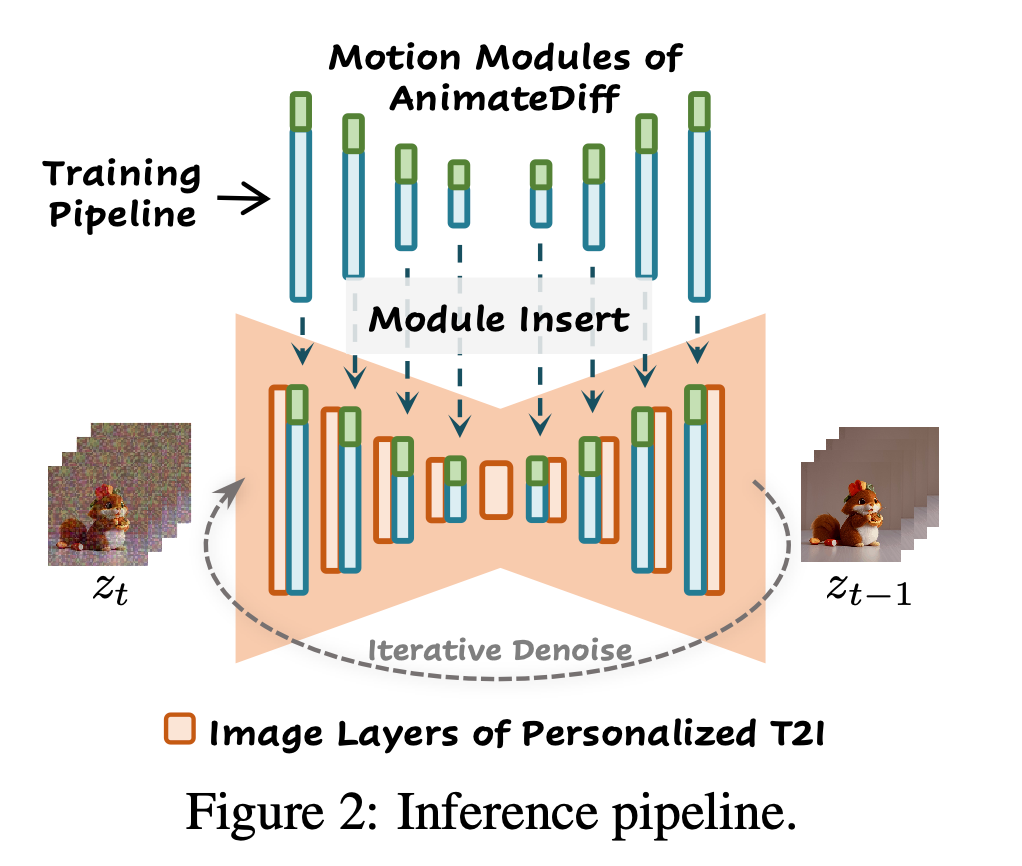 Motion Modules of
AnimateDiff
Training
Pipeline
Module Insert
z_t
z_{t-1}
Iterative Denoise
Image Layers of Personalized T2I
Figure 2: Inference pipeline.